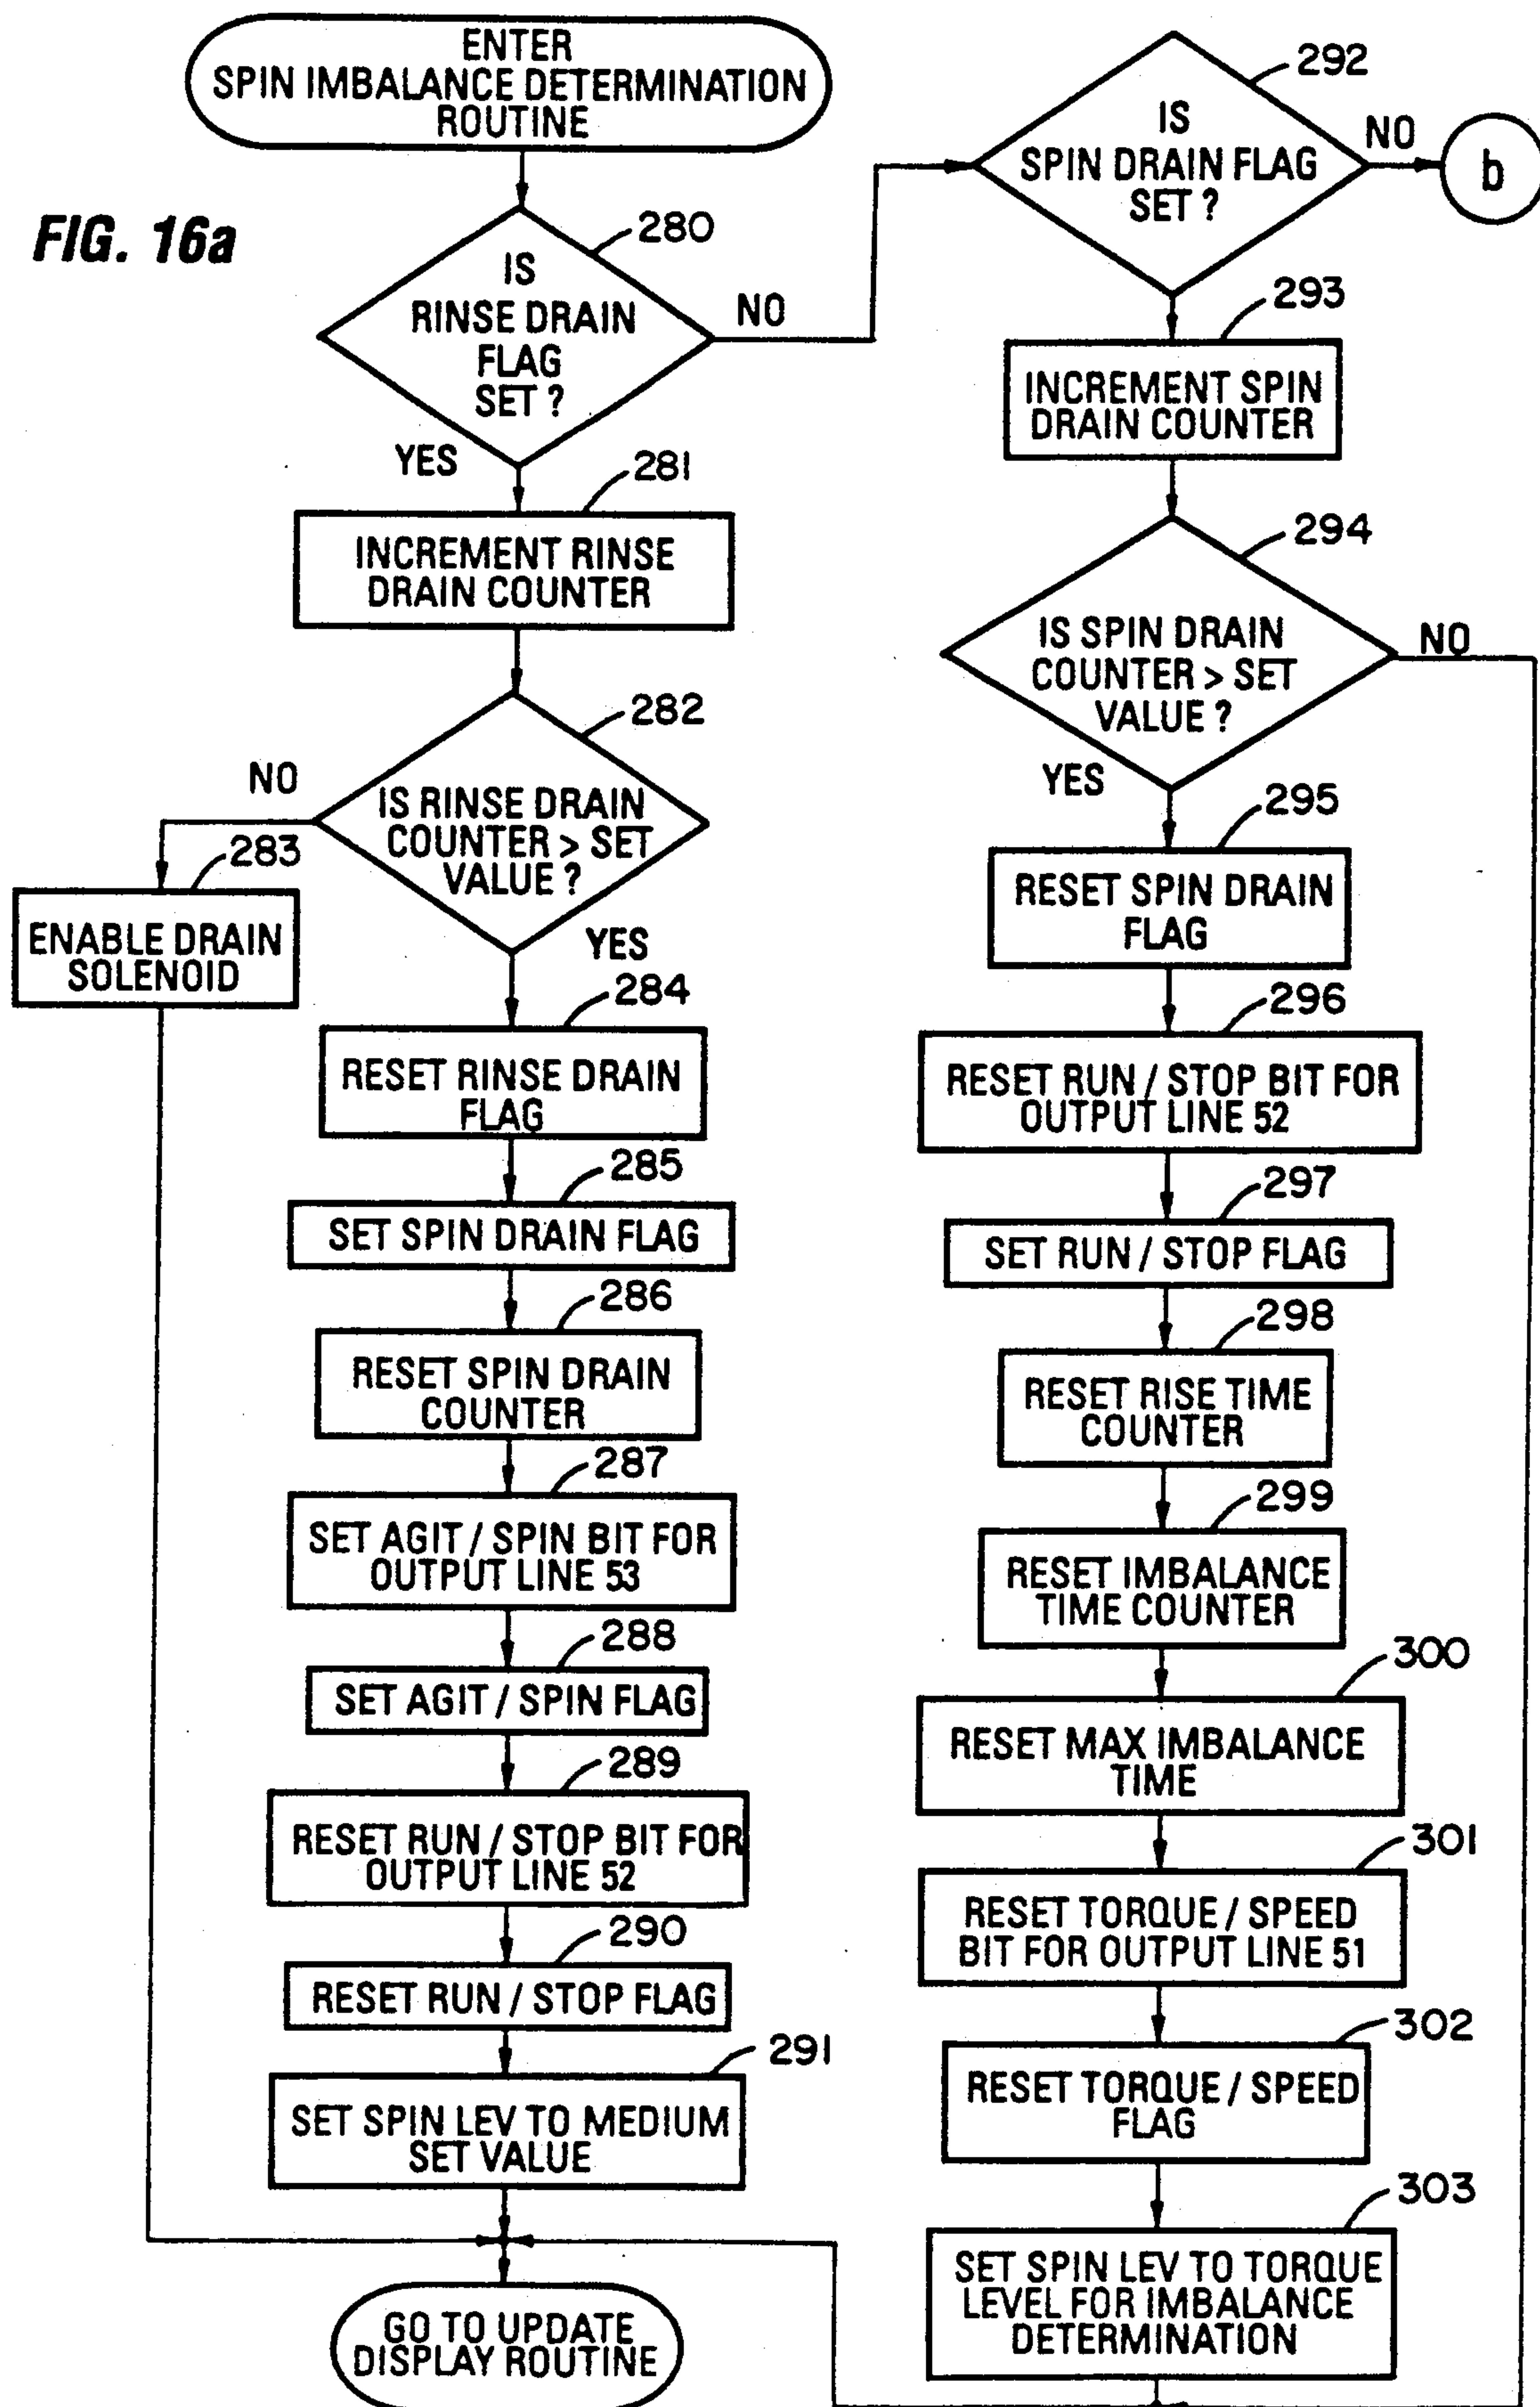 ENTER
SPIN IMBALANCE DETERMINATION
ROUTINE
FIG. 16a
280
IS
RINSE DRAIN
FLAG
SET ?
NO
YES
281
INCREMENT RINSE
DRAIN COUNTER
282
IS RINSE DRAIN
COUNTER > SET
VALUE ?
NO
283
ENABLE DRAIN
SOLENOID
YES
284
RESET RINSE DRAIN
FLAG
285
SET SPIN DRAIN FLAG
286
RESET SPIN DRAIN
COUNTER
287
SET AGIT / SPIN BIT FOR
OUTPUT LINE 53
288
SET AGIT / SPIN FLAG
289
RESET RUN / STOP BIT FOR
OUTPUT LINE 52
290
RESET RUN / STOP FLAG
291
SET SPIN LEV TO MEDIUM
SET VALUE
GO TO UPDATE
DISPLAY ROUTINE
292
IS
SPIN DRAIN FLAG
SET ?
NO
b
293
INCREMENT SPIN
DRAIN COUNTER
294
IS SPIN DRAIN
COUNTER > SET
VALUE ?
NO
YES
295
RESET SPIN DRAIN
FLAG
296
RESET RUN / STOP BIT FOR
OUTPUT LINE 52
297
SET RUN / STOP FLAG
298
RESET RISE TIME
COUNTER
299
RESET IMBALANCE
TIME COUNTER
300
RESET MAX IMBALANCE
TIME
301
RESET TORQUE / SPEED
BIT FOR OUTPUT LINE 51
302
RESET TORQUE / SPEED
FLAG
303
SET SPIN LEV TO TORQUE
LEVEL FOR IMBALANCE
DETERMINATION